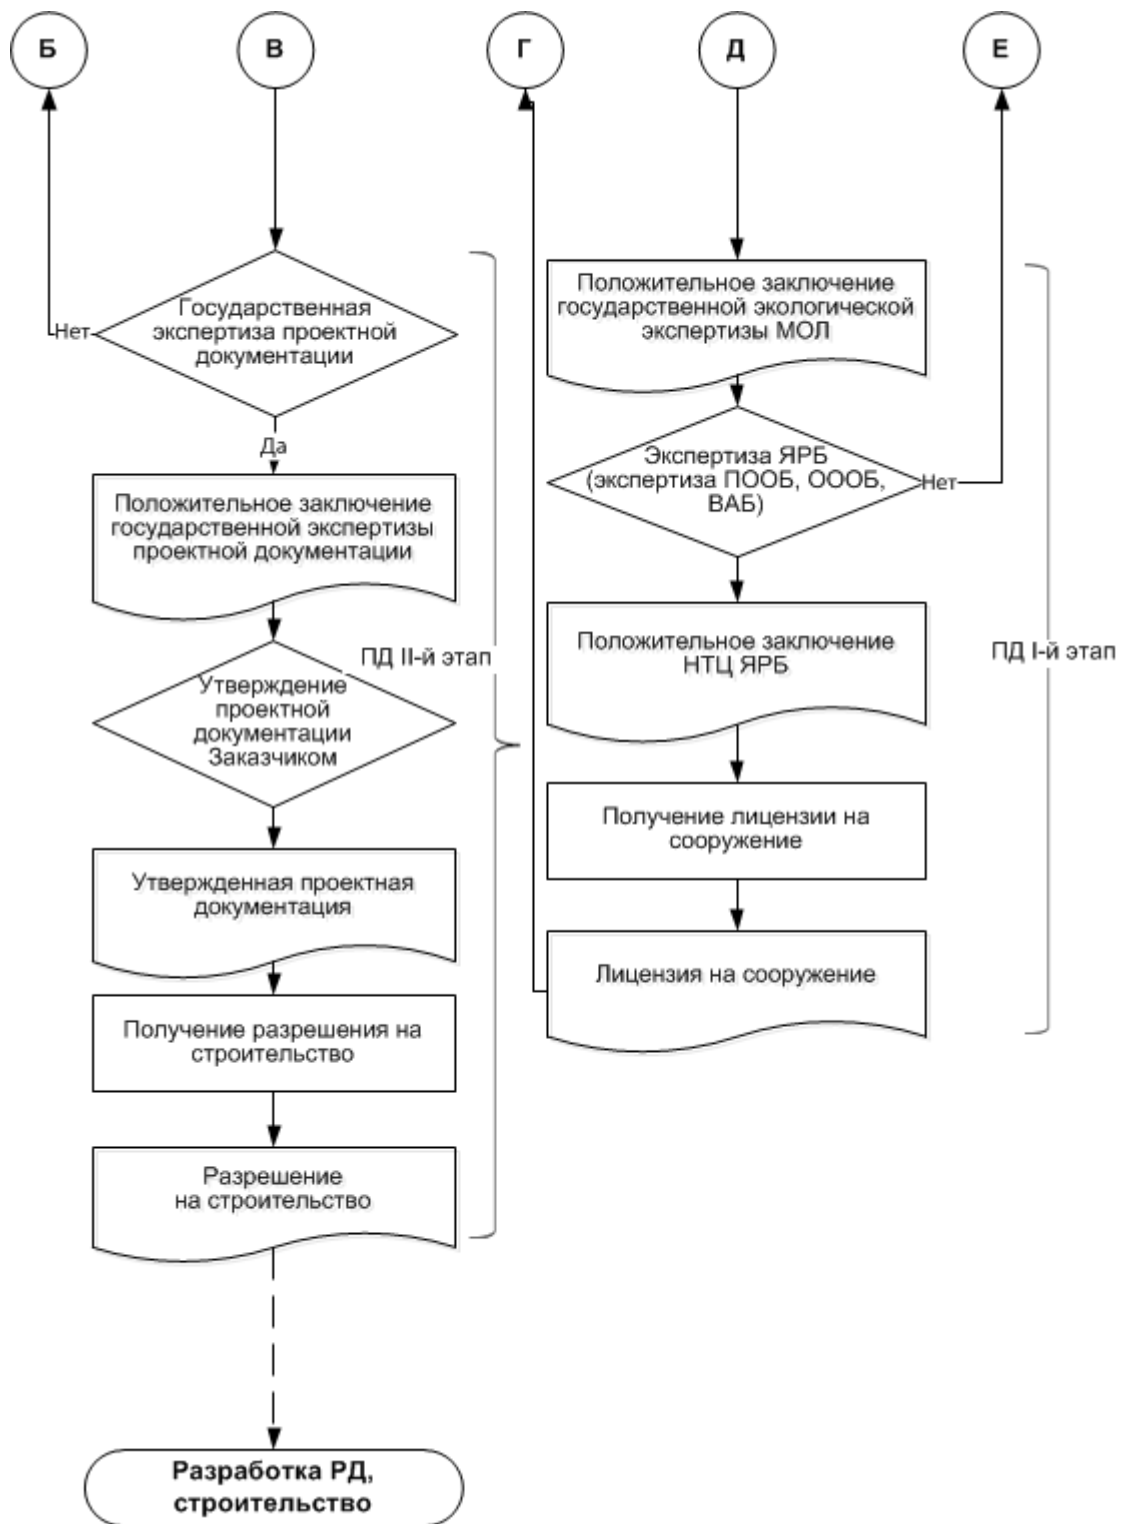 Б
В
Г
Д
Е
Государственная
экспертиза проектной
документации
Нет
Да
Положительное заключение
государственной экспертизы
проектной документации
ПД II-й этап
Утверждение
проектной
документации
Заказчиком
Утвержденная проектная
документация
Получение разрешения на
строительство
Разрешение
на строительство
Разработка РД,
строительство
Положительное заключение
государственной экологической
экспертизы МОЛ
Экспертиза ЯРБ
(экспертиза ПООБ, ОООБ,
ВАБ)
Нет
Положительное заключение
НТЦ ЯРБ
ПД I-й этап
Получение лицензии на
сооружение
Лицензия на сооружение